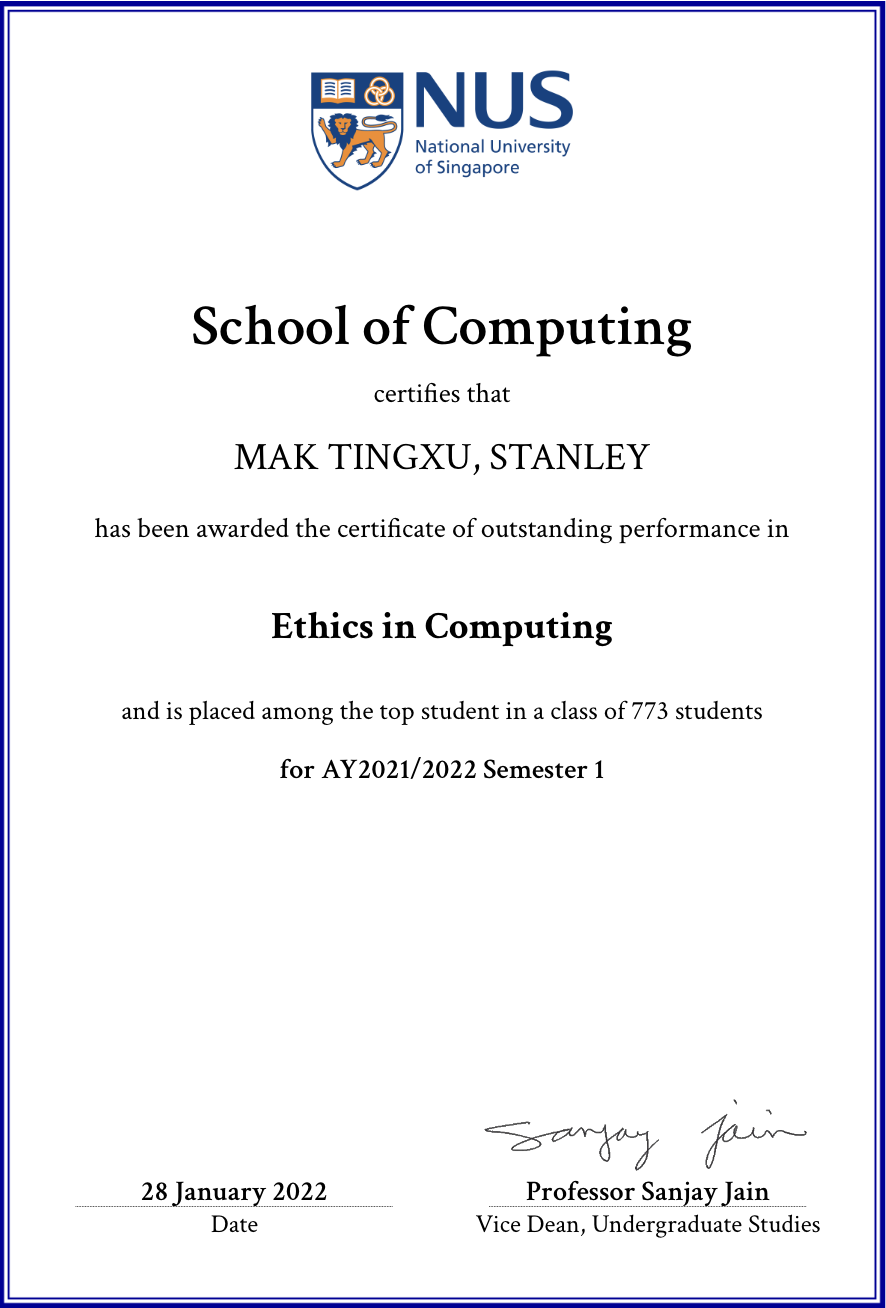 NUS
National University
of Singapore
School of Computing
certifies that
MAK TINGXU, STANLEY
has been awarded the certificate of outstanding performance in
Ethics in Computing
and is placed among the top student in a class of 773 students
for AY2021/2022 Semester 1
Sanjay Jain
28 January 2022
Date
Professor Sanjay Jain
Vice Dean, Undergraduate Studies